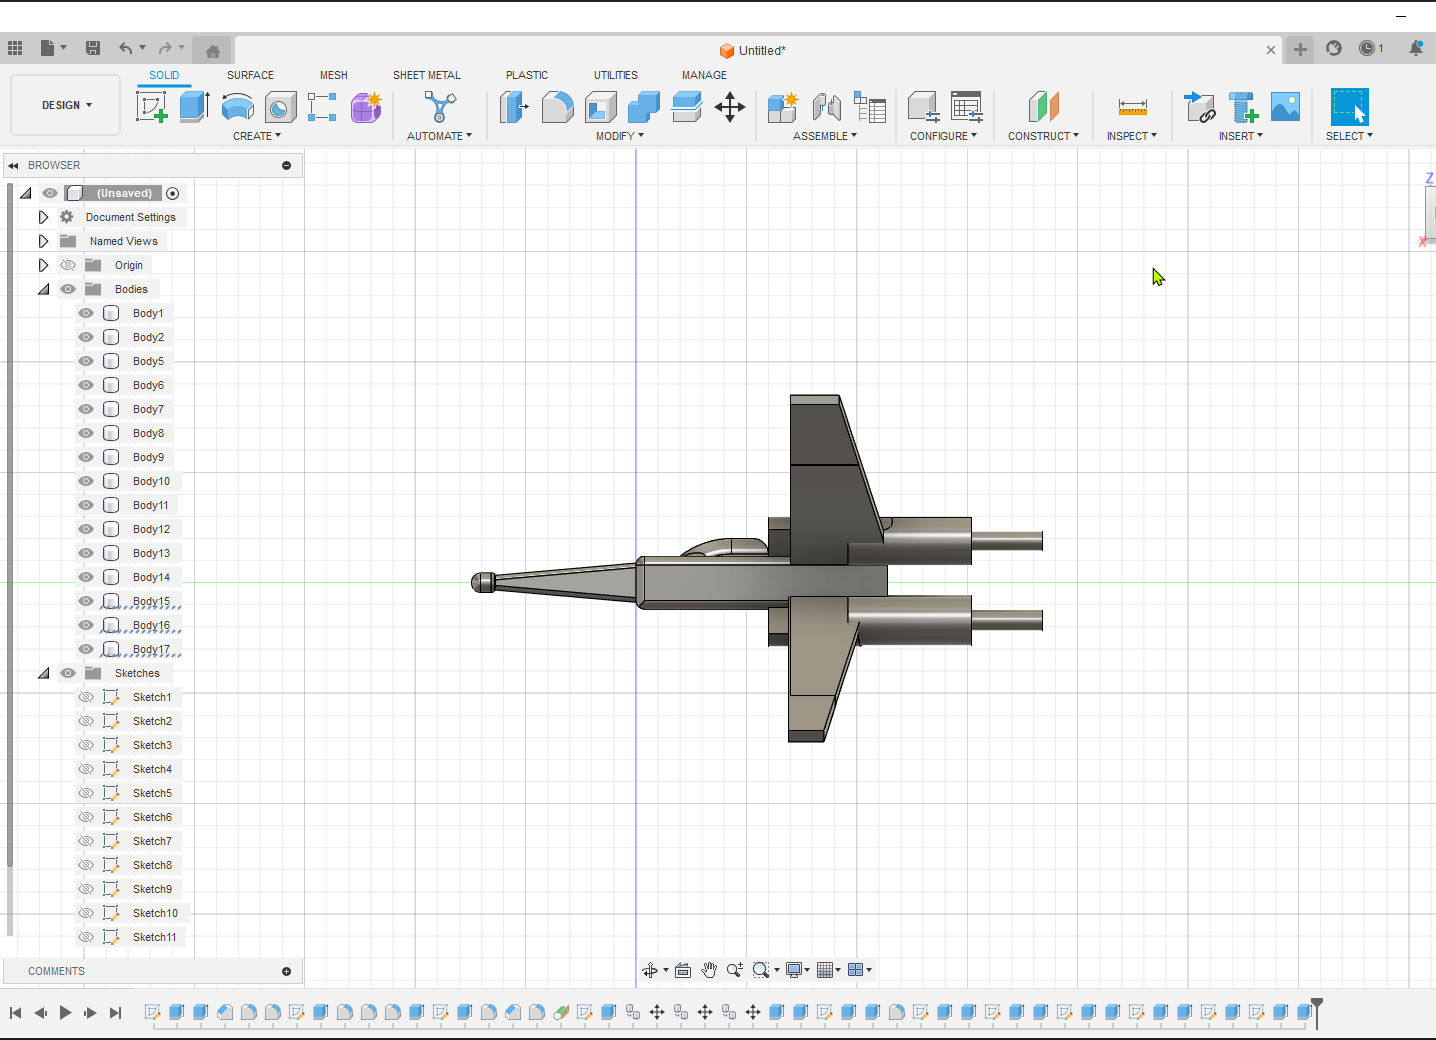 Untitled*
1
DESIGN
SOLID
SURFACE
MESH
SHEET METAL
PLASTIC
UTILITIES
MANAGE
CREATE
AUTOMATE
MODIFY
ASSEMBLE
CONFIGURE
CONSTRUCT
INSPECT
INSERT
SELECT
BROWSER
(Unsaved)
Document Settings
Named Views
Origin
Bodies
Body1
Body2
Body5
Body6
Body7
Body8
Body9
Body10
Body11
Body12
Body13
Body14
Body15
Body16
Body17
Sketches
Sketch1
Sketch2
Sketch3
Sketch4
Sketch5
Sketch6
Sketch7
Sketch8
Sketch9
Sketch10
Sketch11
Z
X
COMMENTS